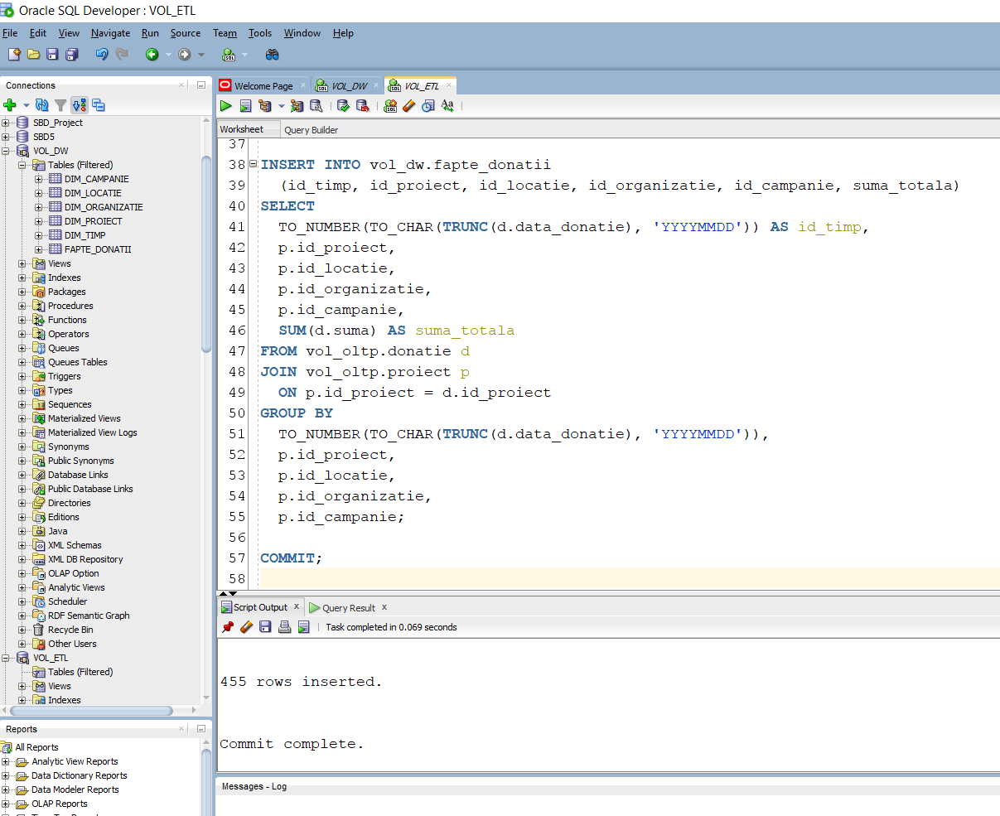 Oracle SQL Developer : VOL_ETL
File Edit View Navigate Run Source Team Tools Window Help
Connections
SBD_Project
SBD5
VOL_DW
Tables (Filtered)
DIM_CAMPANIE
DIM_LOCATIE
DIM_ORGANIZATIE
DIM_PROIECT
DIM_TIMP
FAPTE_DONATII
Views
Indexes
Packages
Procedures
Functions
Operators
Queues
Queues Tables
Triggers
Types
Sequences
Materialized Views
Materialized View Logs
Synonyms
Public Synonyms
Database Links
Public Database Links
Directories
Editions
Java
XML Schemas
XML DB Repository
OLAP Option
Analytic Views
Scheduler
RDF Semantic Graph
Recycle Bin
Other Users
VOL_ETL
Tables (Filtered)
Views
Indexes
Reports
All Reports
Analytic View Reports
Data Dictionary Reports
Data Modeler Reports
OLAP Reports
Welcome Page VOL_DW VOL_ETL
Worksheet Query Builder
37
38 INSERT INTO vol_dw.fapte_donatii
39 (id_timp, id_proiect, id_locatie, id_organizatie, id_campanie, suma_totala)
40 SELECT
41 TO_NUMBER(TO_CHAR(TRUNC(d.data_donatie), 'YYYYMMDD')) AS id_timp,
42 p.id_proiect,
43 p.id_locatie,
44 p.id_organizatie,
45 p.id_campanie,
46 SUM(d.suma) AS suma_totala
47 FROM vol_oltp.donatie d
48 JOIN vol_oltp.proiect p
49 ON p.id_proiect = d.id_proiect
50 GROUP BY
51 TO_NUMBER(TO_CHAR(TRUNC(d.data_donatie), 'YYYYMMDD')),
52 p.id_proiect,
53 p.id_locatie,
54 p.id_organizatie,
55 p.id_campanie;
56
57 COMMIT;
58
Script Output Query Result
Task completed in 0.069 seconds
455 rows inserted.
Commit complete.
Messages - Log